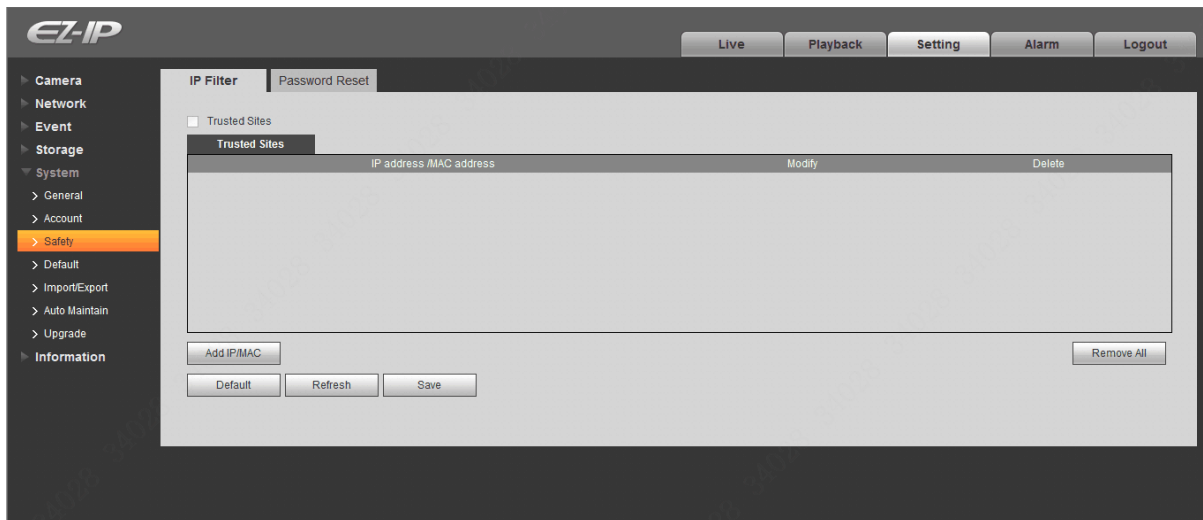 EZ-IP
Live Playback Setting Alarm Logout
Camera
Network
Event
Storage
System
General
Account
Safety
Default
Import/Export
Auto Maintain
Upgrade
Information
IP Filter Password Reset
Trusted Sites
Trusted Sites
IP address /MAC address Modify Delete
Add IP/MAC Remove All
Default Refresh Save